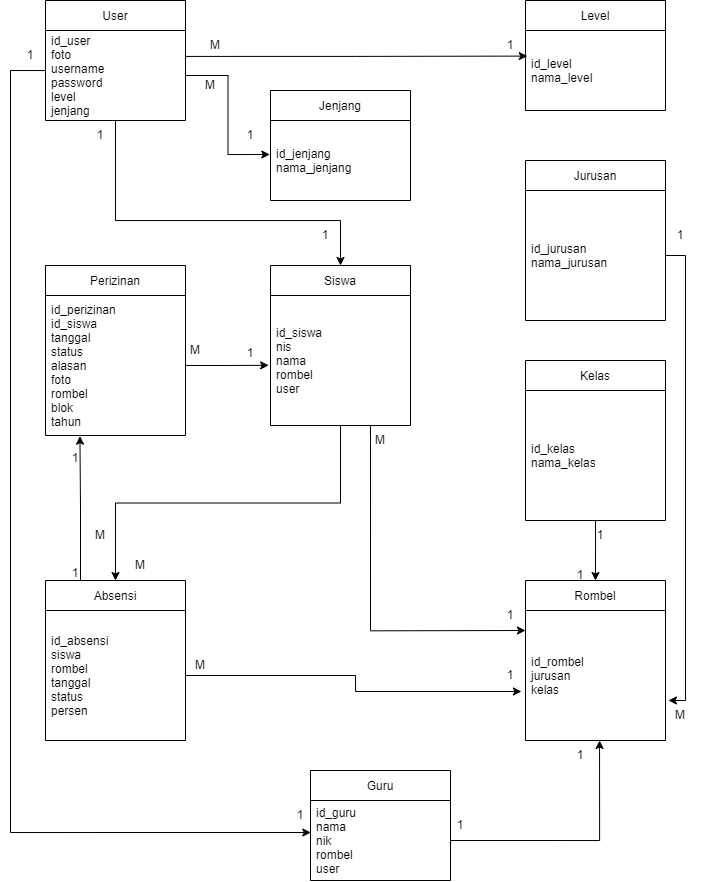 User
id_user
foto
username
password
level
jenjang
1
M
1
Level
id_level
nama_level
M
1
Jenjang
id_jenjang
nama_jenjang
1
1
Jurusan
id_jurusan
nama_jurusan
1
Perizinan
id_perizinan
id_siswa
tanggal
status
alasan
foto
rombel
blok
tahun
M
1
Siswa
id_siswa
nis
nama
rombel
user
M
Kelas
id_kelas
nama_kelas
1
1
1
M
M
1
Absensi
id_absensi
siswa
rombel
tanggal
status
persen
M
1
1
Rombel
id_rombel
jurusan
kelas
M
1
1
Guru
id_guru
nama
nik
rombel
user
1